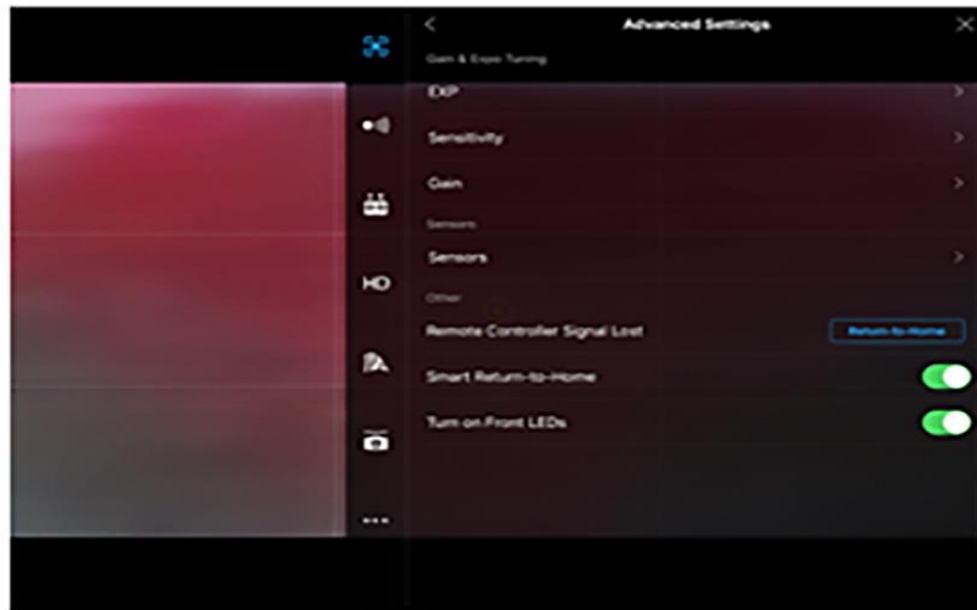 Advanced Settings
Gain & Expo Tuning
EXP
Sensitivity
Gain
Sensors
Sensors
HD
Other
Remote Controller Signal Lost
Return-to-Home
Smart Return-to-Home
Turn on Front LEDs